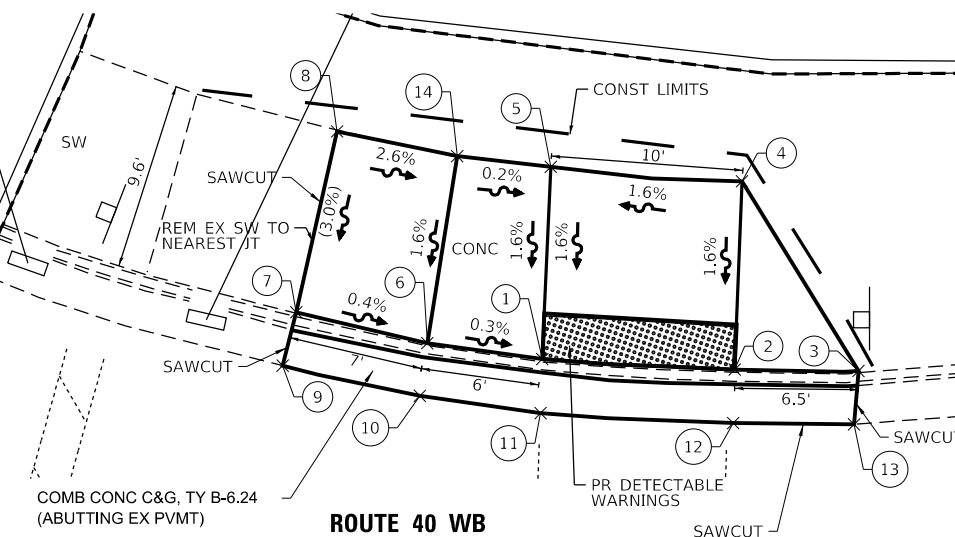 CONST LIMITS
8
14
5
4
10'
SW
9.6'
SAWCUT
2.6%
0.2%
1.6%
(3.0%)
REM EX SW TO
NEAREST JT
1.6%
CONC
1.6%
1.6%
1.6%
7
0.4%
6
0.3%
1
2
3
SAWCUT
7'
6'
6.5'
9
10
11
12
13
SAWCUT
PR DETECTABLE
WARNINGS
COMB CONC C&G, TY B-6.24
(ABUTTING EX PVMT)
ROUTE 40 WB
SAWCUT